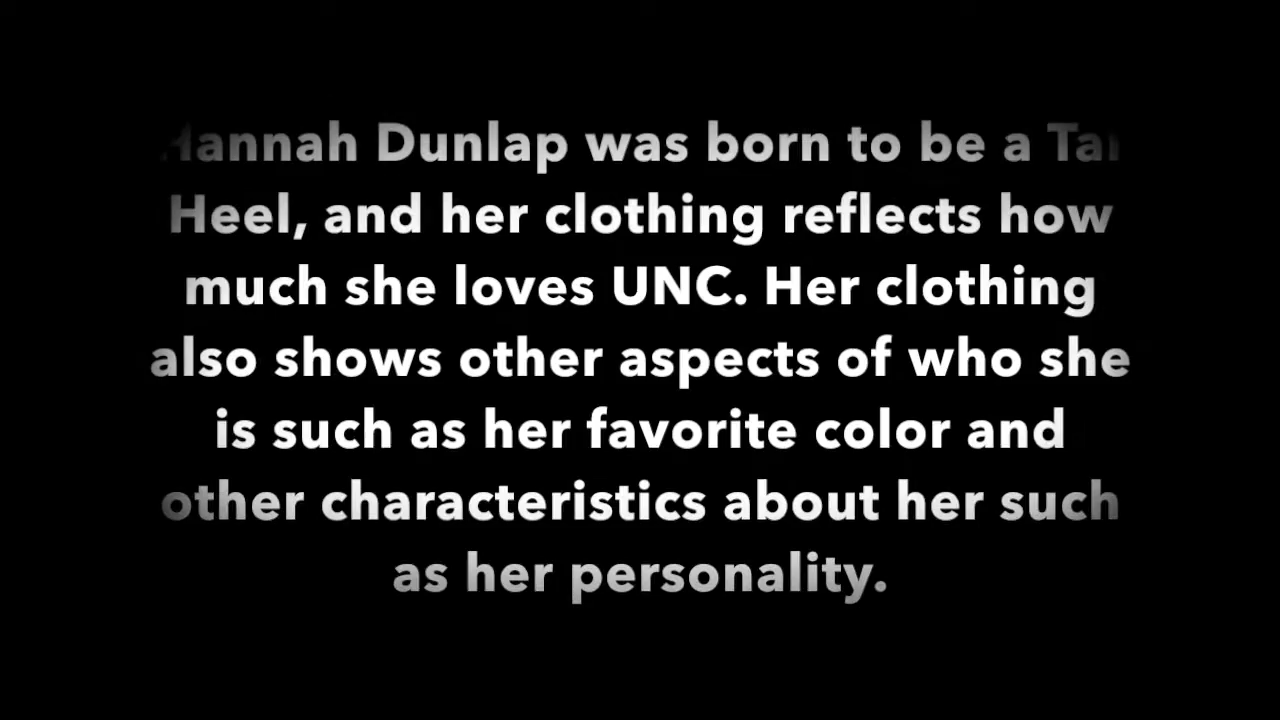 Hannah Dunlap was born to be a Tar
Heel, and her clothing reflects how
much she loves UNC. Her clothing
also shows other aspects of who she
is such as her favorite color and
other characteristics about her such
as her personality.